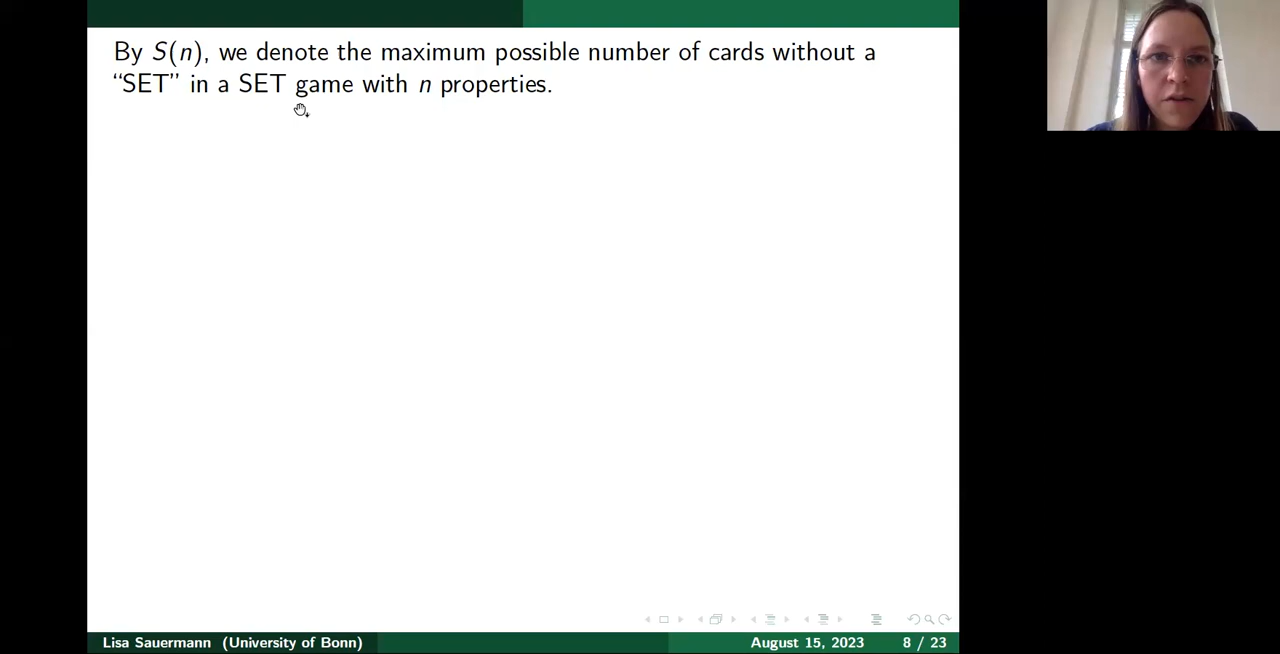 By S(n), we denote the maximum possible number of cards without a
“SET” in a SET game with n properties.
Lisa Sauermann (University of Bonn) August 15, 2023 8 / 23